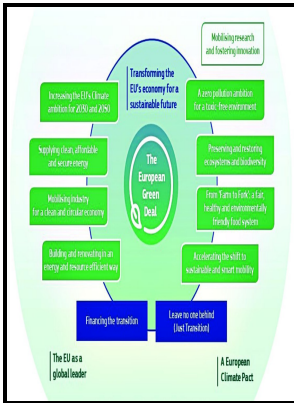 Mobilising research
and fostering innovation
Transforming the
EU's economy for a
sustainable future
Increasing the EU's Climate
ambition for 2030 and 2050
A zero pollution ambition
for a toxic-free environment
Supplying clean, affordable
and secure energy
Preserving and restoring
ecosystems and biodiversity
The
European
Green
Deal
Mobilising industry
for a clean and circular economy
From 'Farm to Fork': a fair,
healthy and environmentally
friendly food system
Building and renovating in an
energy and resource efficient way
Accelerating the shift to
sustainable and smart mobility
Financing the transition
Leave no one behind
(Just Transition)
The EU as a
global leader
A European
Climate Pact